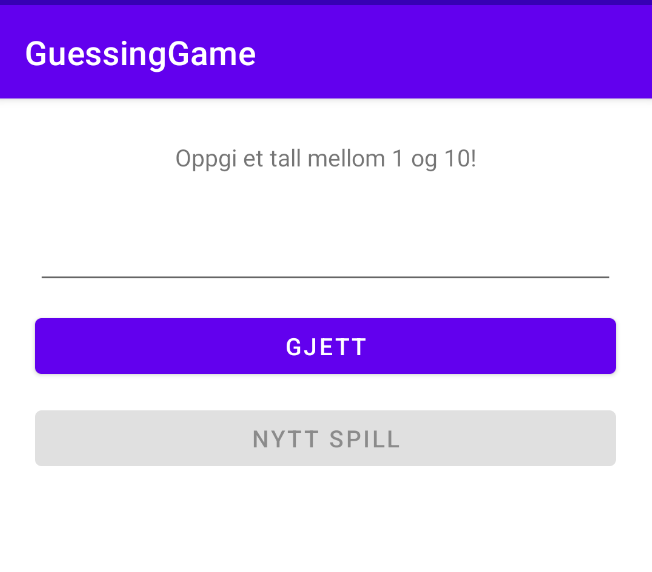 GuessingGame
Oppgi et tall mellom 1 og 10!
GJETT
NYTT SPILL